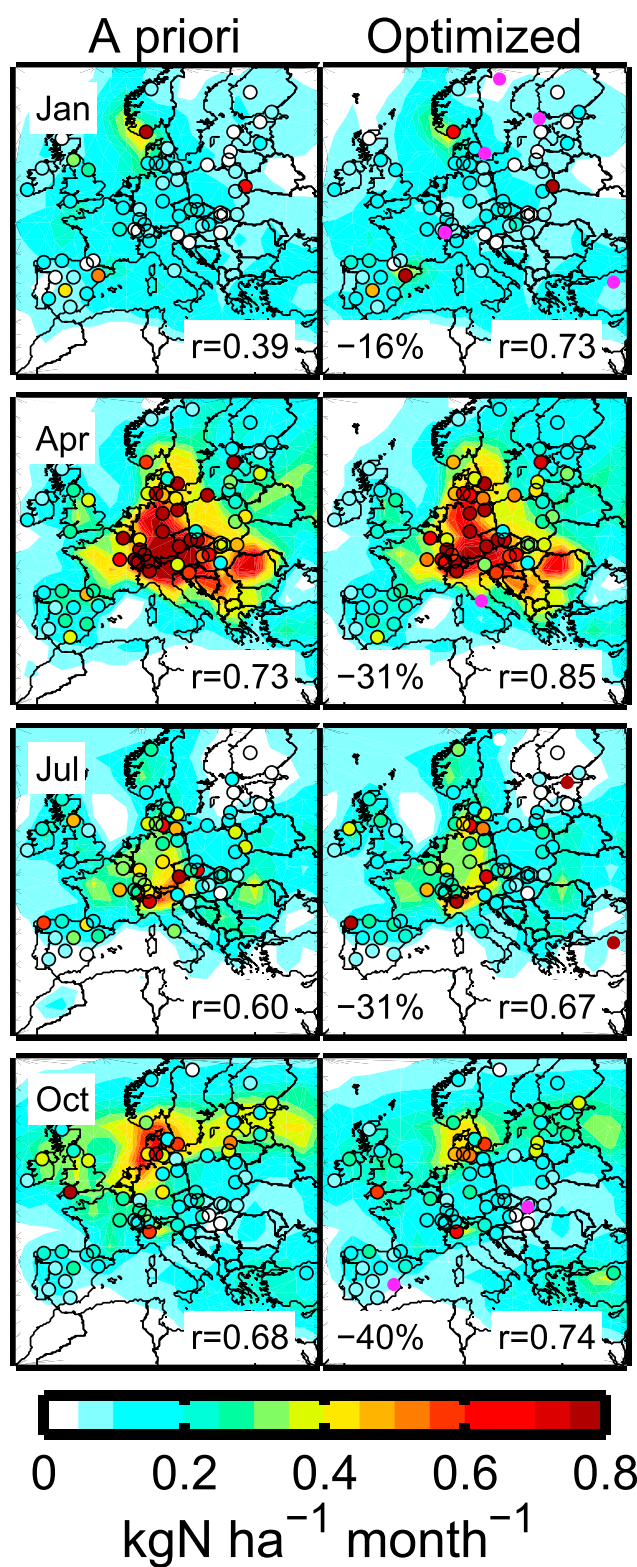 A priori Optimized
Jan
r=0.39 −16% r=0.73
Apr
r=0.73 −31% r=0.85
Jul
r=0.60 −31% r=0.67
Oct
r=0.68 −40% r=0.74
0 0.2 0.4 0.6 0.8
kgN ha⁻¹ month⁻¹